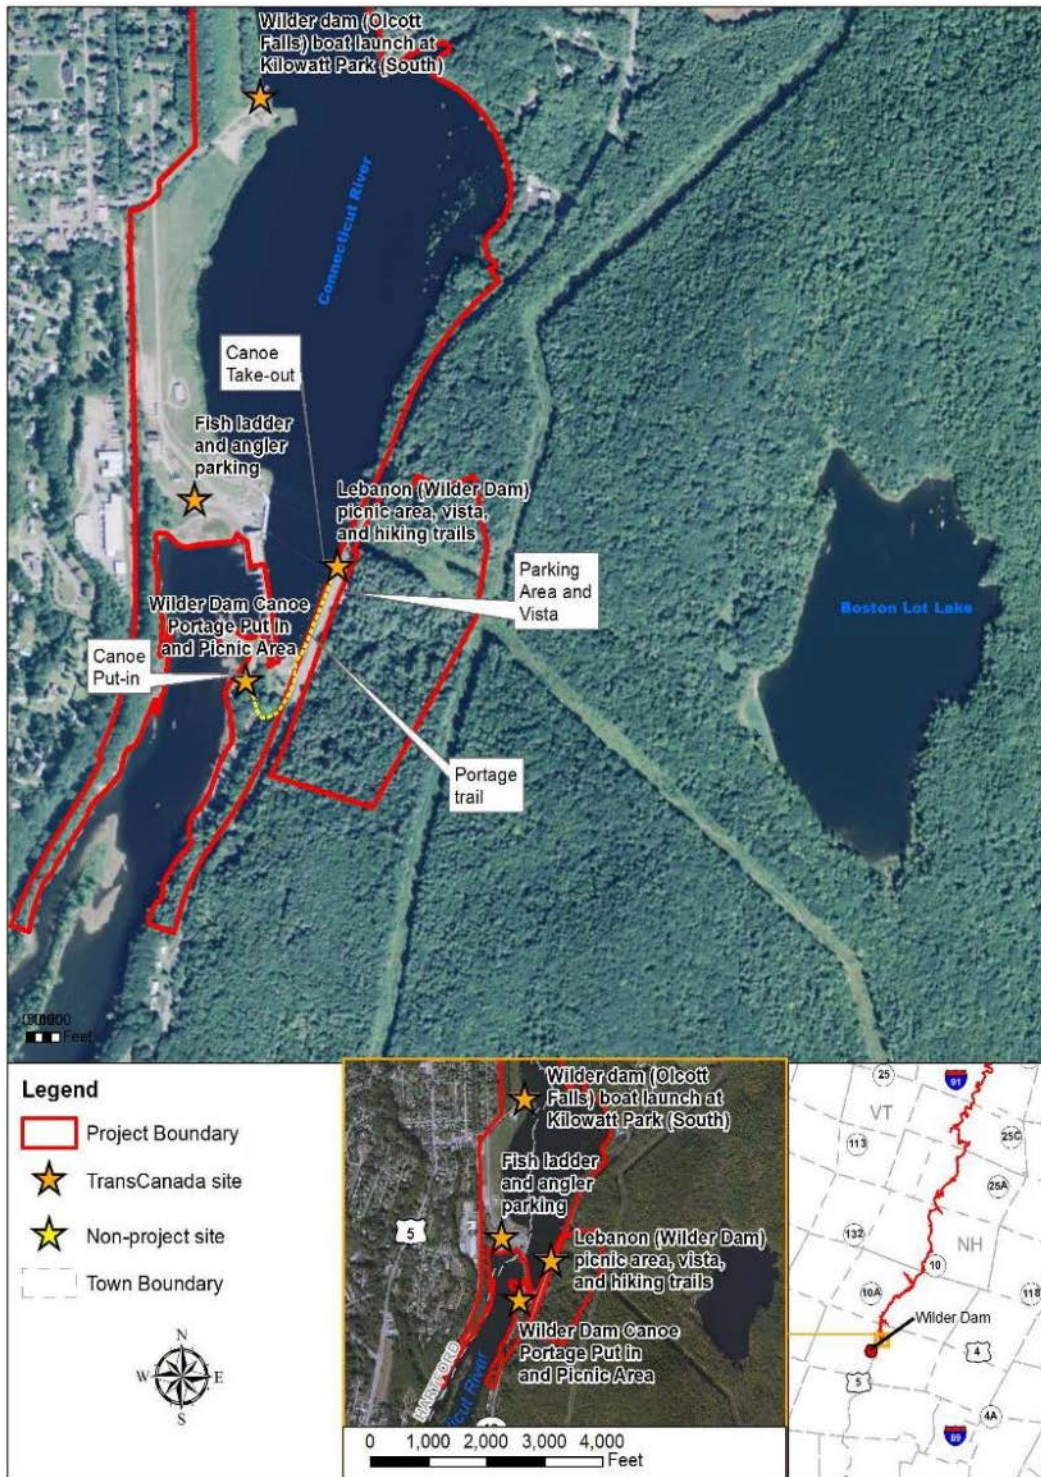 Wilder dam (Olcott
Falls) boat launch at
Kilowatt Park (South)
Connecticut River
Canoe
Take-out
Fish ladder
and angler
parking
Lebanon (Wilder Dam)
picnic area, vista,
and hiking trails
Parking
Area and
Vista
Boston Lot Lake
Wilder Dam Canoe
Portage Put In
and Picnic Area
Canoe
Put-in
Portage
trail
Feet
Legend
Project Boundary
TransCanada site
Non-project site
Town Boundary
N
W
E
S
Wilder dam (Olcott
Falls) boat launch at
Kilowatt Park (South)
Fish ladder
and angler
parking
5
Lebanon (Wilder Dam)
picnic area, vista,
and hiking trails
Wilder Dam Canoe
Portage Put In
and Picnic Area
HARTFORD
River
0 1,000 2,000 3,000 4,000
Feet
25
91
VT
113
25C
25A
132
NH
10
10A
118
Wilder Dam
4
5
4A
89